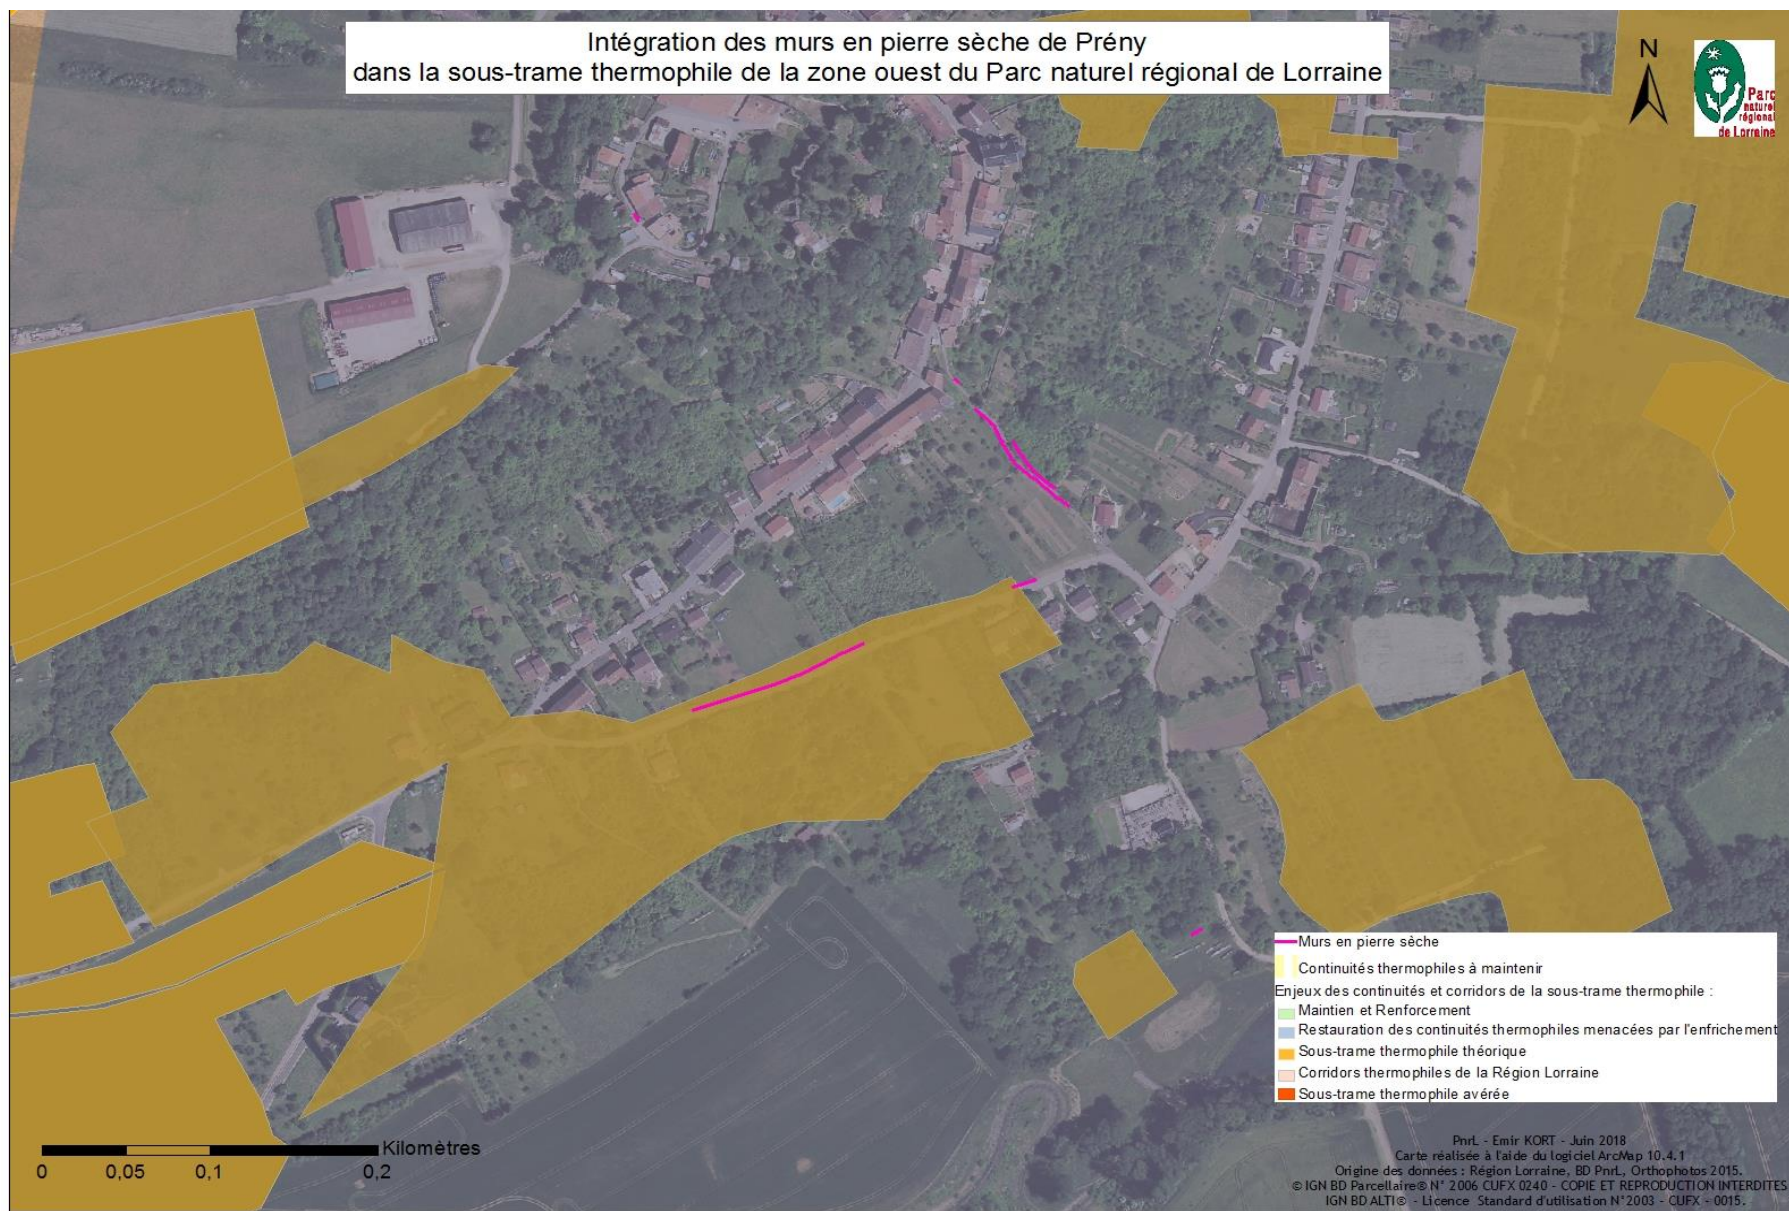 Intégration des murs en pierre sèche de Prény
dans la sous-trame thermophile de la zone ouest du Parc naturel régional de Lorraine
N
Parc
naturel
régional
de Lorraine
Murs en pierre sèche
Continuités thermophiles à maintenir
Enjeux des continuités et corridors de la sous-trame thermophile :
Maintien et Renforcement
Restauration des continuités thermophiles menacées par l'enfrichement
Sous-trame thermophile théorique
Corridors thermophiles de la Région Lorraine
Sous-trame thermophile avérée
Kilomètres
0 0,05 0,1 0,2
PnrL - Emir KORT - Juin 2018
Carte réalisée à l'aide du logiciel ArcMap 10.4.1
Origine des données : Région Lorraine, BD PnrL, Orthophotos 2015.
© IGN BD Parcellaire® N° 2006 CUFX 0240 - COPIE ET REPRODUCTION INTERDITES
IGN BD ALTI® - Licence Standard d'utilisation N°2003 - CUFX - 0015.